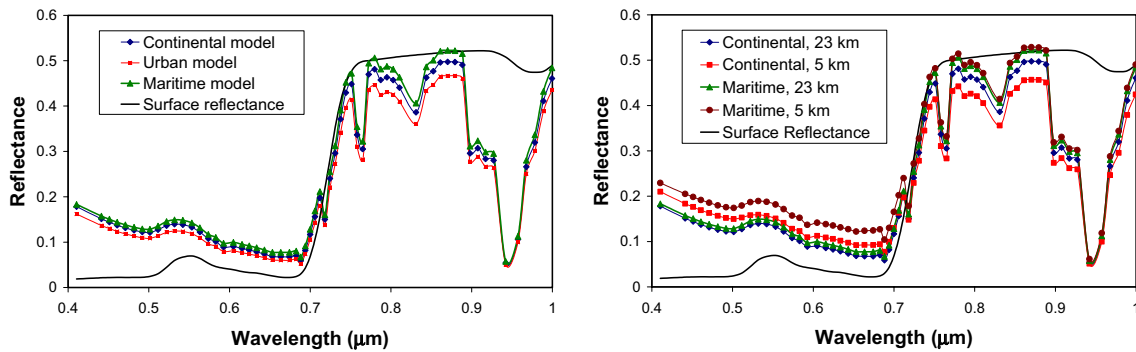 0.6
0.5
0.4
0.3
0.2
0.1
0
Reflectance
Continental model
Urban model
Maritime model
Surface reflectance
0.4 0.5 0.6 0.7 0.8 0.9 1
Wavelength (µm)
0.6
0.5
0.4
0.3
0.2
0.1
0
Reflectance
Continental, 23 km
Continental, 5 km
Maritime, 23 km
Maritime, 5 km
Surface Reflectance
0.4 0.5 0.6 0.7 0.8 0.9 1
Wavelength (µm)